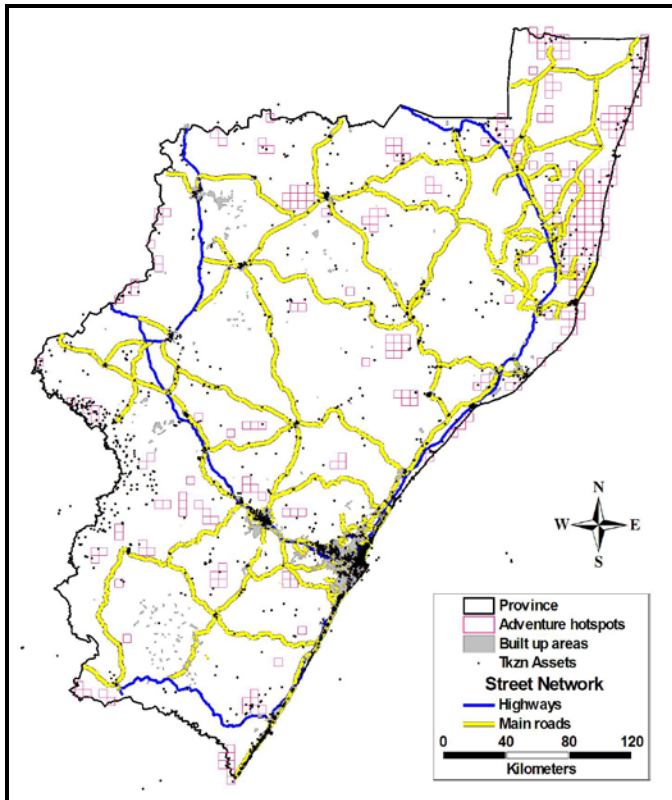 N
W E
S
Province
Adventure hotspots
Built up areas
Tkzn Assets
Street Network
Highways
Main roads
0 40 80 120
Kilometers